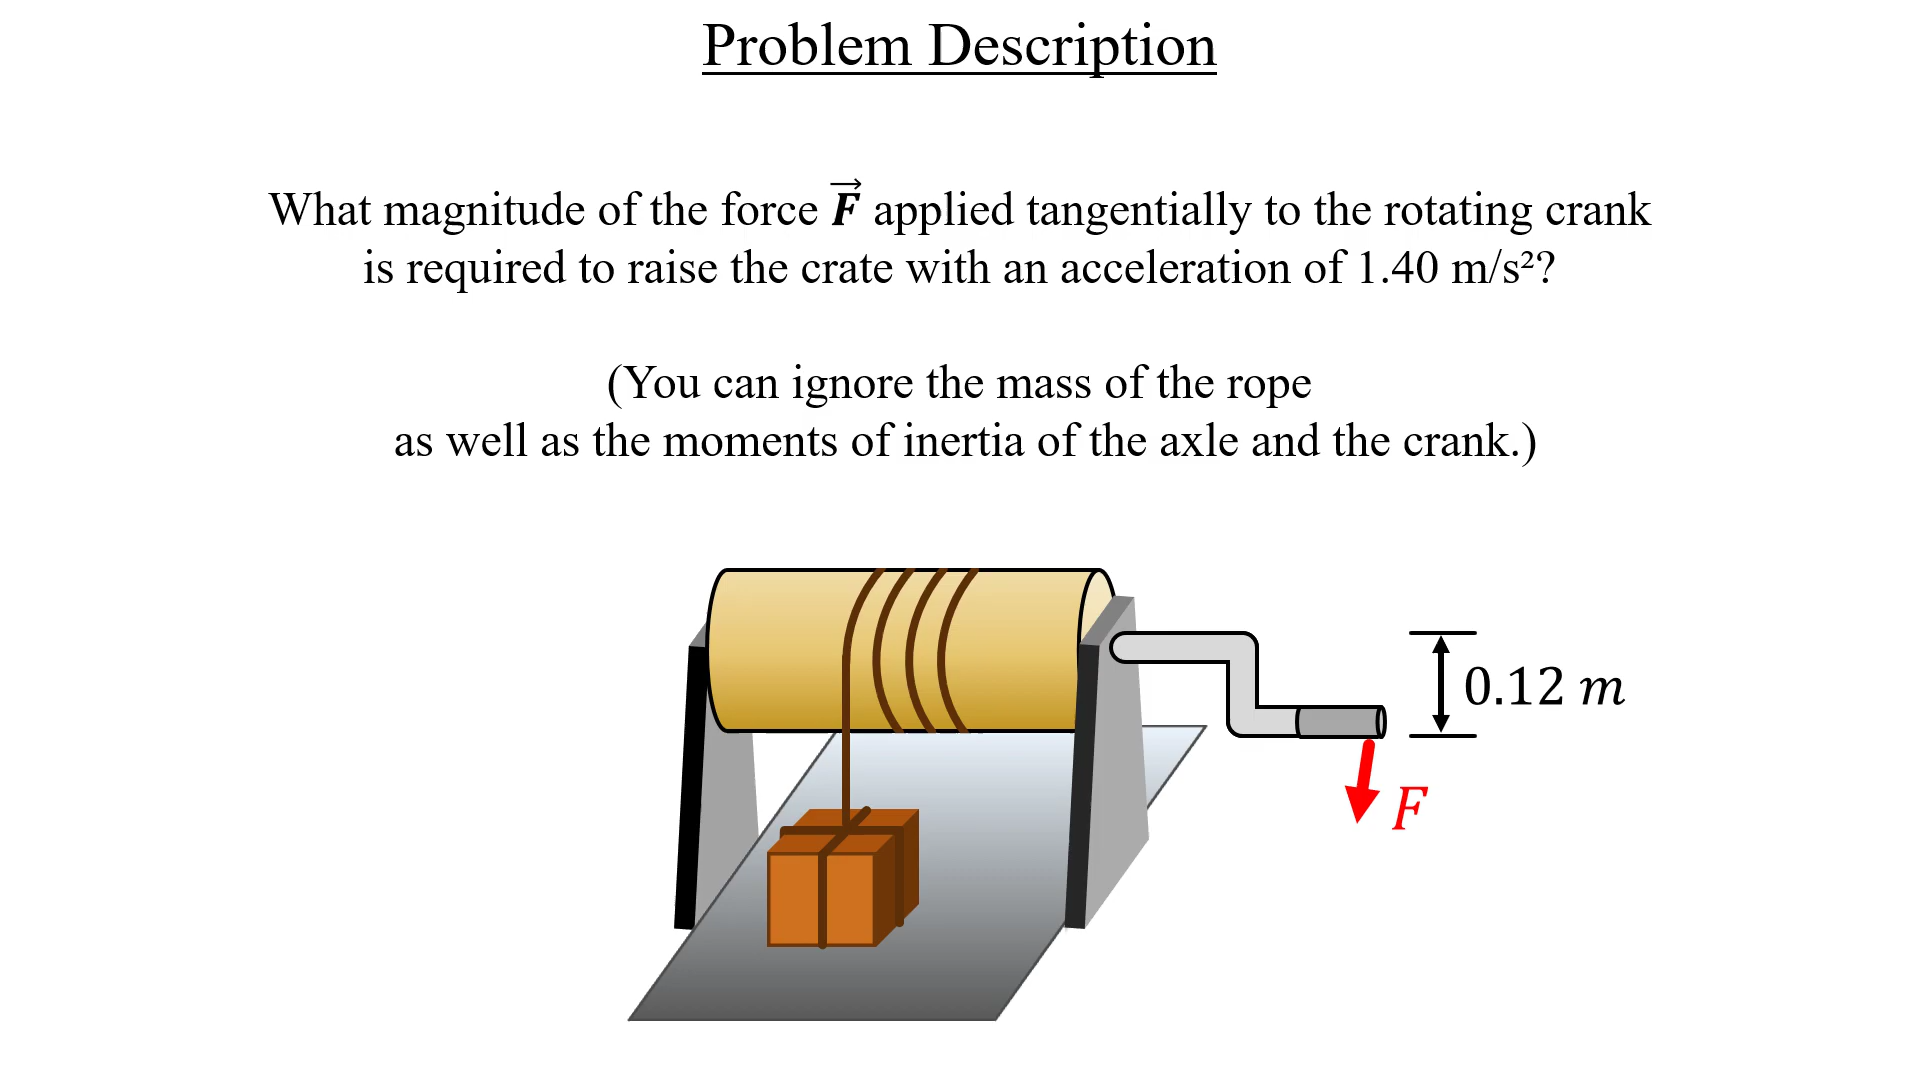 Problem Description
What magnitude of the force F⃗ applied tangentially to the rotating crank
is required to raise the crate with an acceleration of 1.40 m/s²?
(You can ignore the mass of the rope
as well as the moments of inertia of the axle and the crank.)
0.12 m
F